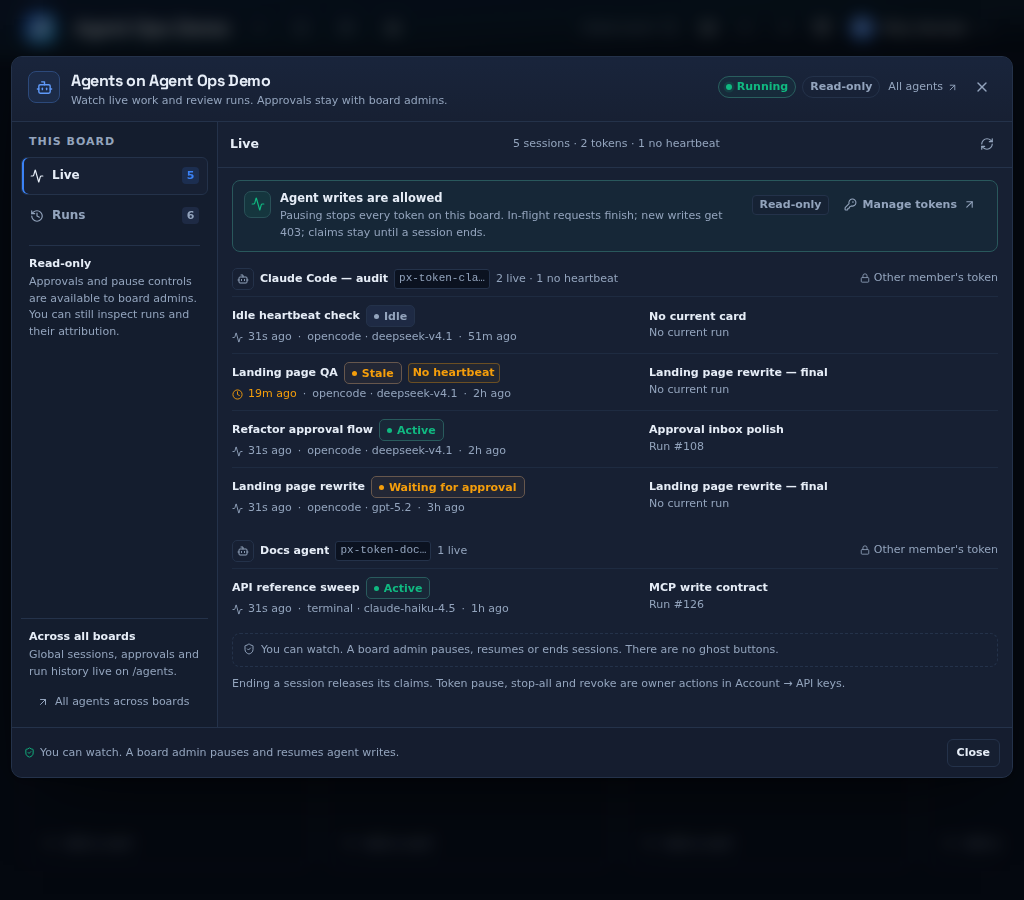 Agents on Agent Ops Demo
Watch live work and review runs. Approvals stay with board admins.
Running
Read-only
All agents
THIS BOARD
Live 5
Runs 6
Read-only
Approvals and pause controls
are available to board admins.
You can still inspect runs and
their attribution.
Across all boards
Global sessions, approvals and
run history live on /agents.
All agents across boards
Live
5 sessions · 2 tokens · 1 no heartbeat
Agent writes are allowed
Pausing stops every token on this board. In-flight requests finish; new writes get
403; claims stay until a session ends.
Read-only
Manage tokens
Claude Code — audit px-token-cla… 2 live · 1 no heartbeat
Other member's token
Idle heartbeat check Idle
31s ago · opencode · deepseek-v4.1 · 51m ago
No current card
No current run
Landing page QA Stale No heartbeat
19m ago · opencode · deepseek-v4.1 · 2h ago
Landing page rewrite — final
No current run
Refactor approval flow Active
31s ago · opencode · deepseek-v4.1 · 2h ago
Approval inbox polish
Run #108
Landing page rewrite Waiting for approval
31s ago · opencode · gpt-5.2 · 3h ago
Landing page rewrite — final
No current run
Docs agent px-token-doc… 1 live
Other member's token
API reference sweep Active
31s ago · terminal · claude-haiku-4.5 · 1h ago
MCP write contract
Run #126
You can watch. A board admin pauses, resumes or ends sessions. There are no ghost buttons.
Ending a session releases its claims. Token pause, stop-all and revoke are owner actions in Account → API keys.
You can watch. A board admin pauses and resumes agent writes.
Close